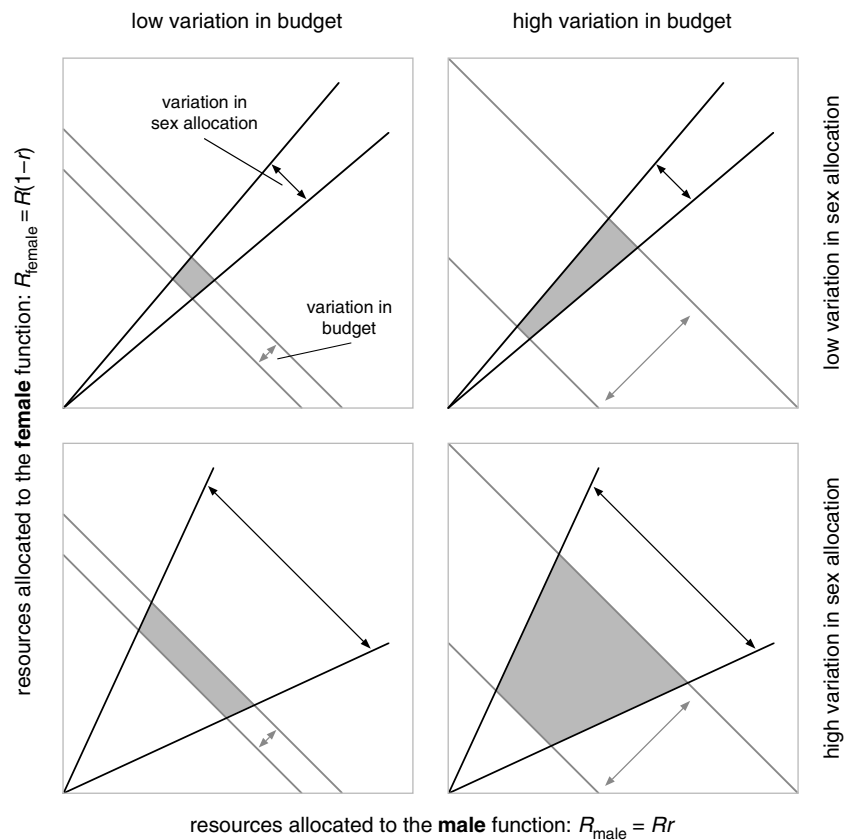 low variation in budget
high variation in budget
variation in
sex allocation
variation in
budget
low variation in sex allocation
high variation in sex allocation
resources allocated to the female function: R_female = R(1–r)
resources allocated to the male function: R_male = Rr